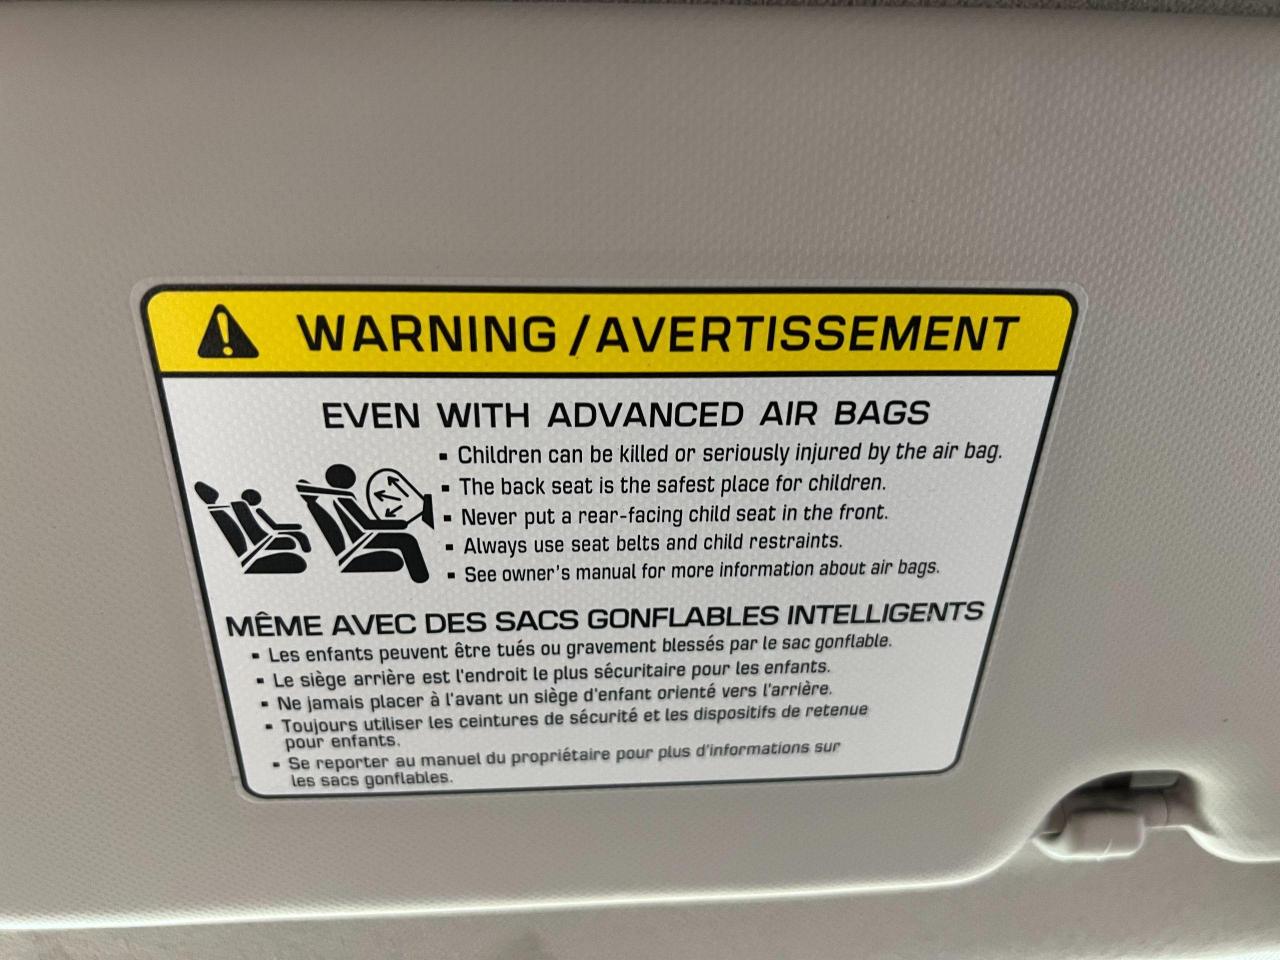 WARNING/AVERTISSEMENT
EVEN WITH ADVANCED AIR BAGS
▪ Children can be killed or seriously injured by the air bag.
▪ The back seat is the safest place for children.
▪ Never put a rear-facing child seat in the front.
▪ Always use seat belts and child restraints.
▪ See owner's manual for more information about air bags.
MÊME AVEC DES SACS GONFLABLES INTELLIGENTS
▪ Les enfants peuvent être tués ou gravement blessés par le sac gonflable.
▪ Le siège arrière est l'endroit le plus sécuritaire pour les enfants.
▪ Ne jamais placer à l'avant un siège d'enfant orienté vers l'arrière.
▪ Toujours utiliser les ceintures de sécurité et les dispositifs de retenue
pour enfants.
▪ Se reporter au manuel du propriétaire pour plus d'informations sur
les sacs gonflables.